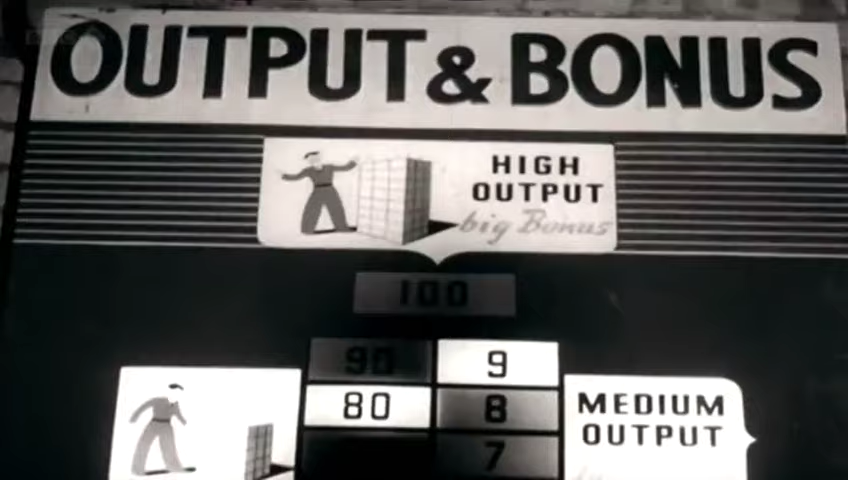 OUTPUT & BONUS
HIGH
OUTPUT
big Bonus
100
90 9
80 8
7
MEDIUM
OUTPUT